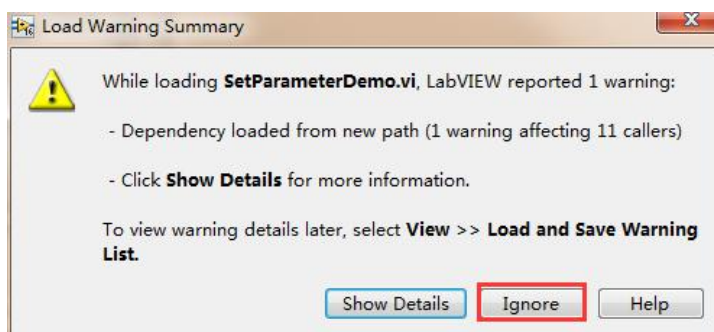 Load Warning Summary
While loading SetParameterDemo.vi, LabVIEW reported 1 warning:
- Dependency loaded from new path (1 warning affecting 11 callers)
- Click Show Details for more information.
To view warning details later, select View >> Load and Save Warning
List.
Show Details Ignore Help